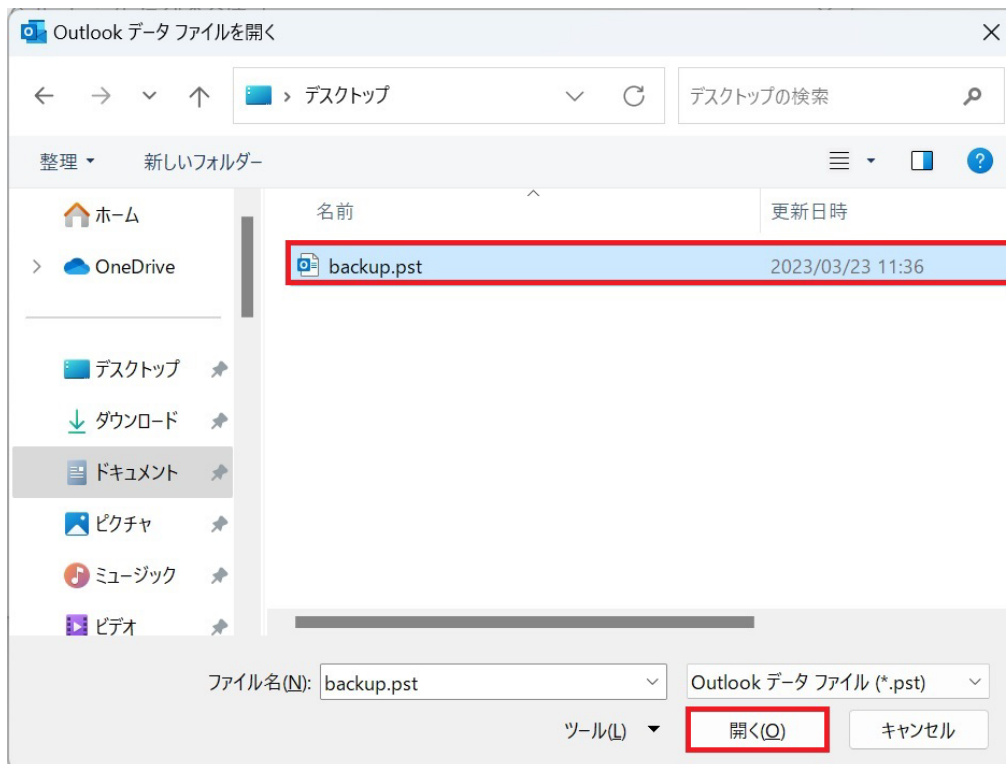 Outlook データ ファイルを開く
デスクトップ
デスクトップの検索
整理
新しいフォルダー
名前
更新日時
ホーム
OneDrive
backup.pst
2023/03/23 11:36
デスクトップ
ダウンロード
ドキュメント
ピクチャ
ミュージック
ビデオ
ファイル名(N):
backup.pst
Outlook データ ファイル (*.pst)
ツール(L)
開く(O)
キャンセル